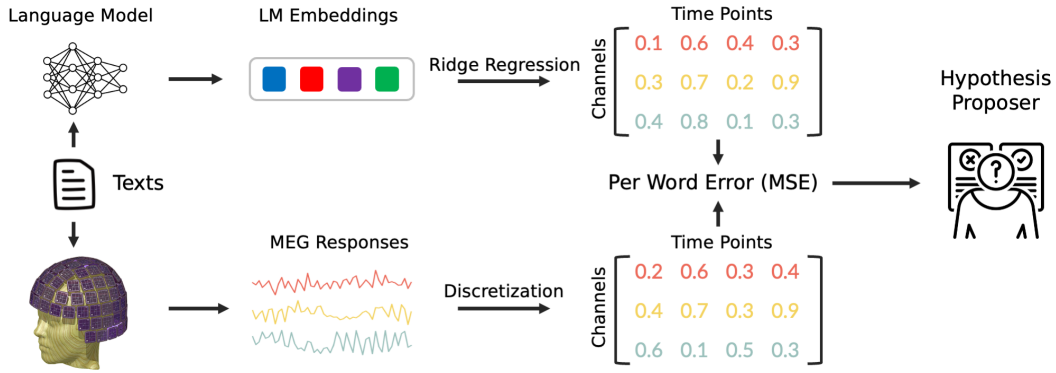 Language Model
LM Embeddings
Ridge Regression
Time Points
Channels
0.1 0.6 0.4 0.3
0.3 0.7 0.2 0.9
0.4 0.8 0.1 0.3
Texts
Per Word Error (MSE)
Hypothesis
Proposer
?
MEG Responses
Discretization
Time Points
Channels
0.2 0.6 0.3 0.4
0.4 0.7 0.3 0.9
0.6 0.1 0.5 0.3